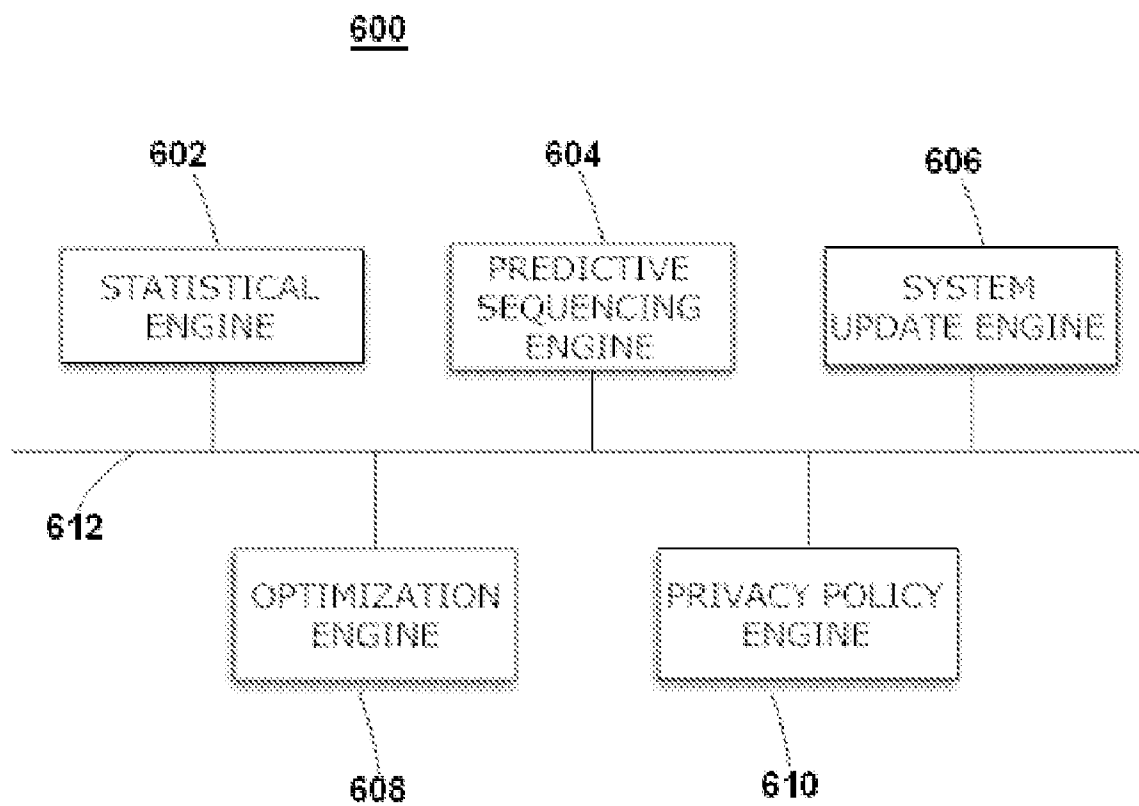 600
602
604
606
STATISTICAL
ENGINE
PREDICTIVE
SEQUENCING
ENGINE
SYSTEM
UPDATE ENGINE
612
OPTIMIZATION
ENGINE
PRIVACY POLICY
ENGINE
608
610